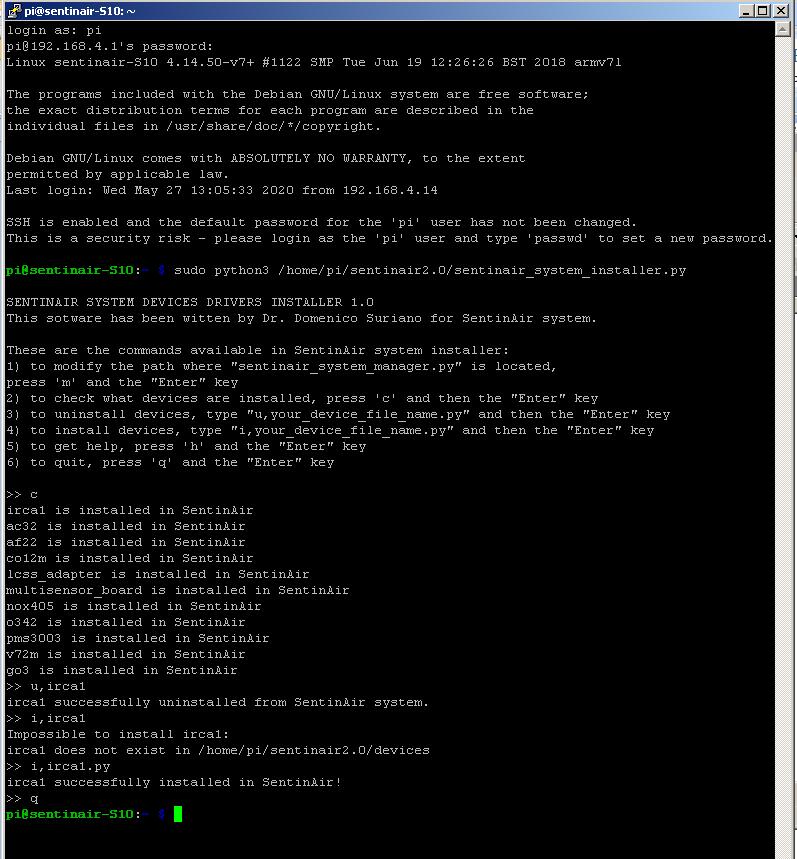 pi@sentinair-S10: ~
login as: pi
pi@192.168.4.1's password:
Linux sentinair-S10 4.14.50-v7+ #1122 SMP Tue Jun 19 12:26:26 BST 2018 armv7l
The programs included with the Debian GNU/Linux system are free software;
the exact distribution terms for each program are described in the
individual files in /usr/share/doc/*/copyright.
Debian GNU/Linux comes with ABSOLUTELY NO WARRANTY, to the extent
permitted by applicable law.
Last login: Wed May 27 13:05:33 2020 from 192.168.4.14
SSH is enabled and the default password for the 'pi' user has not been changed.
This is a security risk - please login as the 'pi' user and type 'passwd' to set a new password.
pi@sentinair-S10:~ $ sudo python3 /home/pi/sentinair2.0/sentinair_system_installer.py
SENTINAIR SYSTEM DEVICES DRIVERS INSTALLER 1.0
This sotware has been witten by Dr. Domenico Suriano for SentinAir system.
These are the commands available in SentinAir system installer:
1) to modify the path where "sentinair_system_manager.py" is located,
press 'm' and the "Enter" key
2) to check what devices are installed, press 'c' and then the "Enter" key
3) to uninstall devices, type "u,your_device_file_name.py" and then the "Enter" key
4) to install devices, type "i,your_device_file_name.py" and then the "Enter" key
5) to get help, press 'h' and the "Enter" key
6) to quit, press 'q' and the "Enter" key
>> c
irca1 is installed in SentinAir
ac32 is installed in SentinAir
af22 is installed in SentinAir
co12m is installed in SentinAir
lcss_adapter is installed in SentinAir
multisensor_board is installed in SentinAir
nox405 is installed in SentinAir
o342 is installed in SentinAir
pms3003 is installed in SentinAir
v72m is installed in SentinAir
go3 is installed in SentinAir
>> u,irca1
irca1 successfully uninstalled from SentinAir system.
>> i,irca1
Impossible to install irca1:
irca1 does not exist in /home/pi/sentinair2.0/devices
>> i,irca1.py
irca1 successfully installed in SentinAir!
>> q
pi@sentinair-S10:~ $